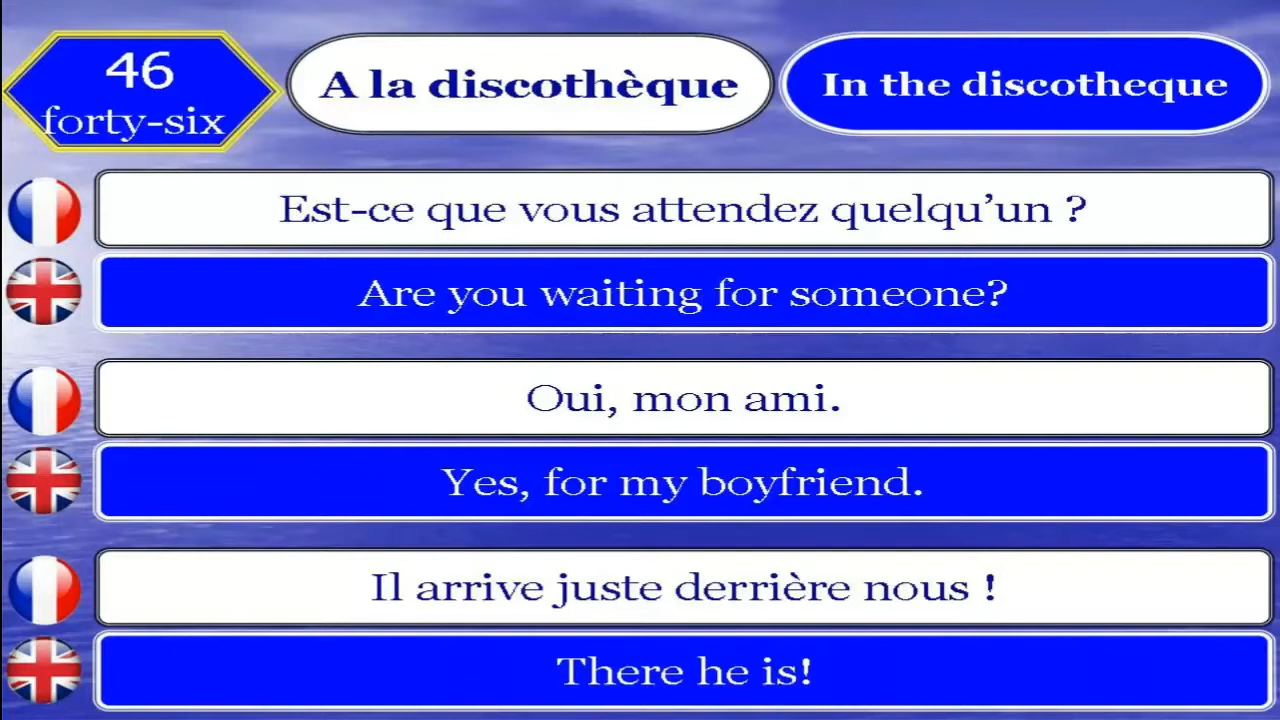 46
forty-six
A la discothèque
In the discotheque
Est-ce que vous attendez quelqu’un ?
Are you waiting for someone?
Oui, mon ami.
Yes, for my boyfriend.
Il arrive juste derrière nous !
There he is!